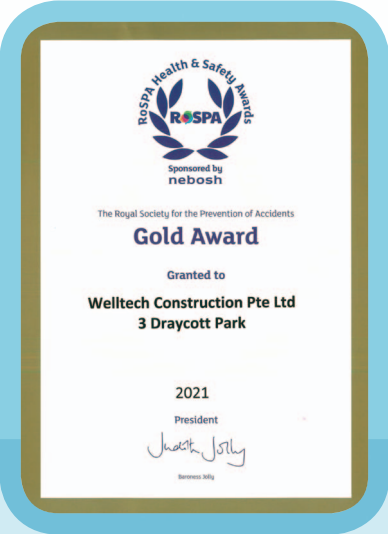 RoSPA Health & Safety Awards
RoSPA
Sponsored by
nebosh
The Royal Society for the Prevention of Accidents
Gold Award
Granted to
Welltech Construction Pte Ltd
3 Draycott Park
2021
President
Judith Jolly
Baroness Jolly